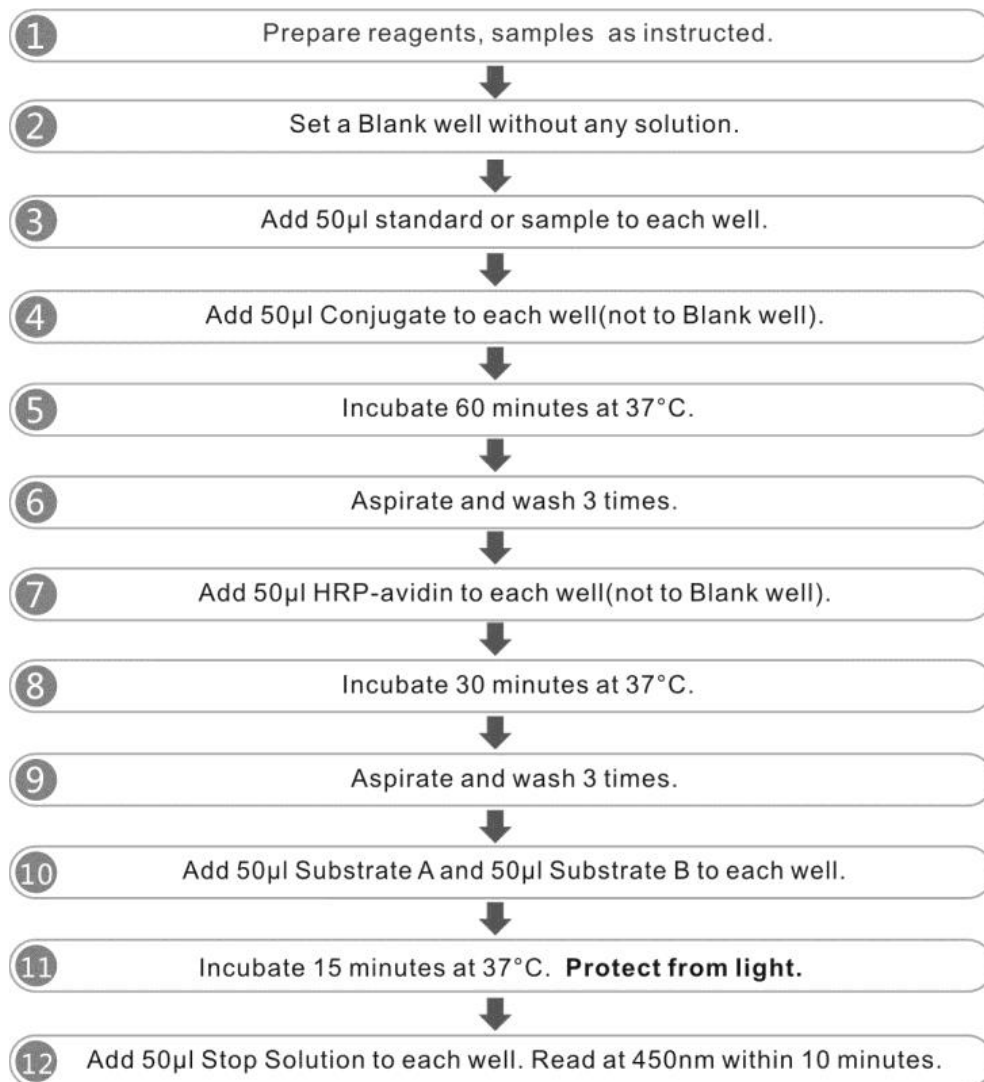 1 Prepare reagents, samples as instructed.
2 Set a Blank well without any solution.
3 Add 50μl standard or sample to each well.
4 Add 50μl Conjugate to each well(not to Blank well).
5 Incubate 60 minutes at 37°C.
6 Aspirate and wash 3 times.
7 Add 50μl HRP-avidin to each well(not to Blank well).
8 Incubate 30 minutes at 37°C.
9 Aspirate and wash 3 times.
10 Add 50μl Substrate A and 50μl Substrate B to each well.
11 Incubate 15 minutes at 37°C. Protect from light.
12 Add 50μl Stop Solution to each well. Read at 450nm within 10 minutes.